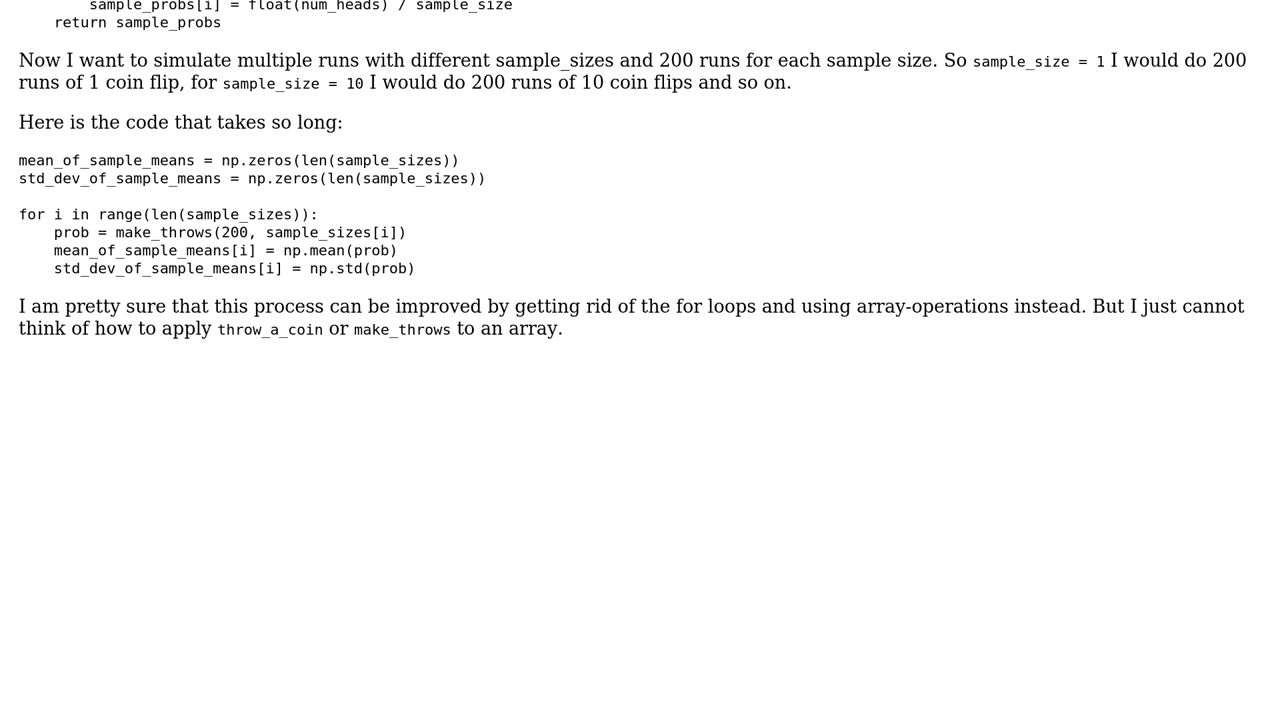 sample_probs[i] = float(num_heads) / sample_size
return sample_probs
Now I want to simulate multiple runs with different sample_sizes and 200 runs for each sample size. So sample_size = 1 I would do 200
runs of 1 coin flip, for sample_size = 10 I would do 200 runs of 10 coin flips and so on.
Here is the code that takes so long:
mean_of_sample_means = np.zeros(len(sample_sizes))
std_dev_of_sample_means = np.zeros(len(sample_sizes))
for i in range(len(sample_sizes)):
    prob = make_throws(200, sample_sizes[i])
    mean_of_sample_means[i] = np.mean(prob)
    std_dev_of_sample_means[i] = np.std(prob)
I am pretty sure that this process can be improved by getting rid of the for loops and using array-operations instead. But I just cannot
think of how to apply throw_a_coin or make_throws to an array.